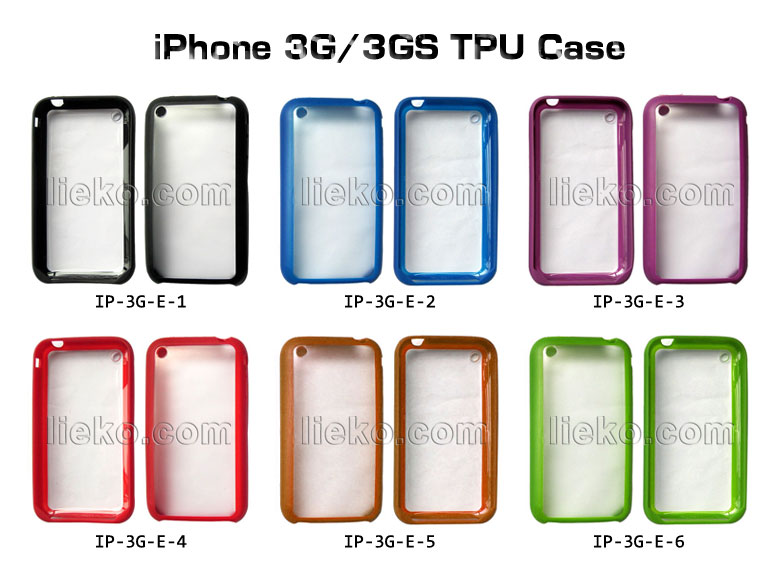 iPhone 3G/3GS TPU Case
lieko.com lieko.com lieko.com
IP-3G-E-1 IP-3G-E-2 IP-3G-E-3
lieko.com lieko.com lieko.com
IP-3G-E-4 IP-3G-E-5 IP-3G-E-6